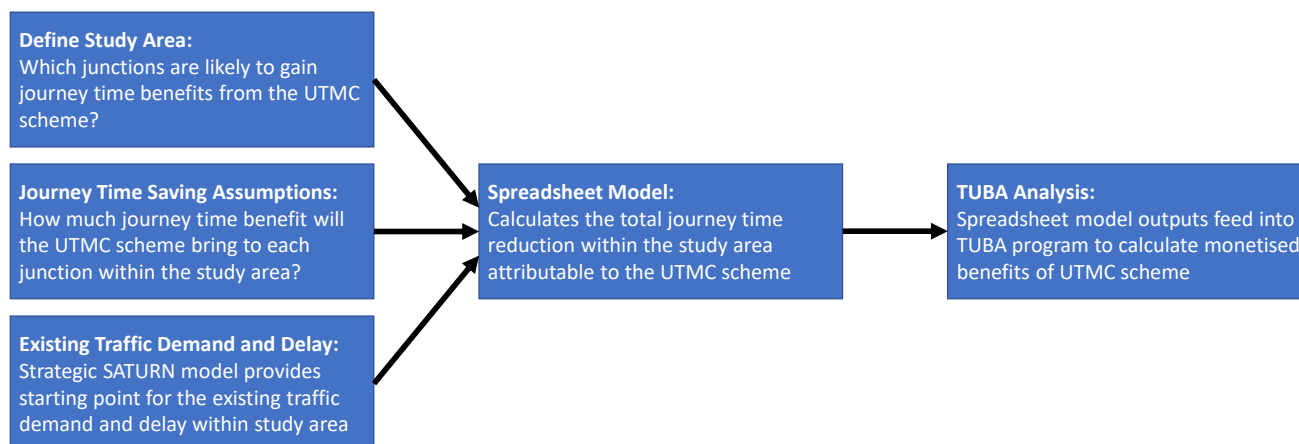 Define Study Area:
Which junctions are likely to gain
journey time benefits from the UTMC
scheme?
Journey Time Saving Assumptions:
How much journey time benefit will
the UTMC scheme bring to each
junction within the study area?
Existing Traffic Demand and Delay:
Strategic SATURN model provides
starting point for the existing traffic
demand and delay within study area
Spreadsheet Model:
Calculates the total journey time
reduction within the study area
attributable to the UTMC scheme
TUBA Analysis:
Spreadsheet model outputs feed into
TUBA program to calculate monetised
benefits of UTMC scheme